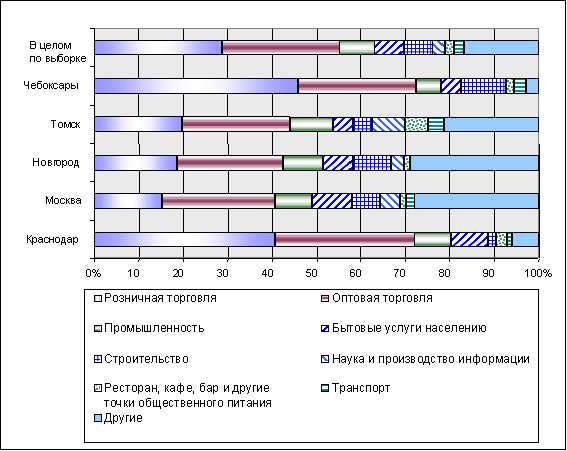 В целом
по выборке
Чебоксары
Томск
Новгород
Москва
Краснодар
0% 10% 20% 30% 40% 50% 60% 70% 80% 90% 100%
Розничная торговля Оптовая торговля
Промышленность Бытовые услуги населению
Строительство Наука и производство информации
Ресторан, кафе, бар и другие Транспорт
точки общественного питания
Другие